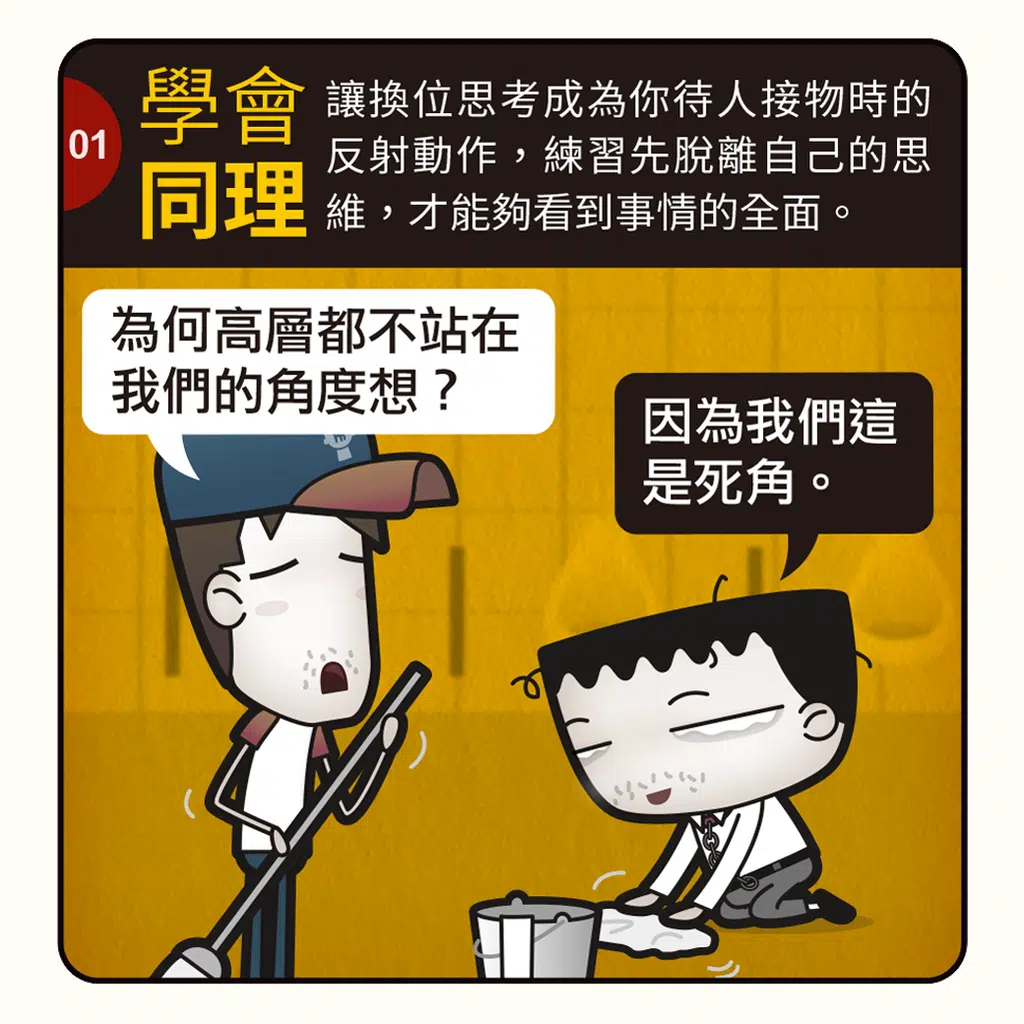 01
學會
同理
讓換位思考成為你待人接物時的
反射動作，練習先脫離自己的思
維，才能夠看到事情的全面。
為何高層都不站在
我們的角度想？
因為我們這
是死角。